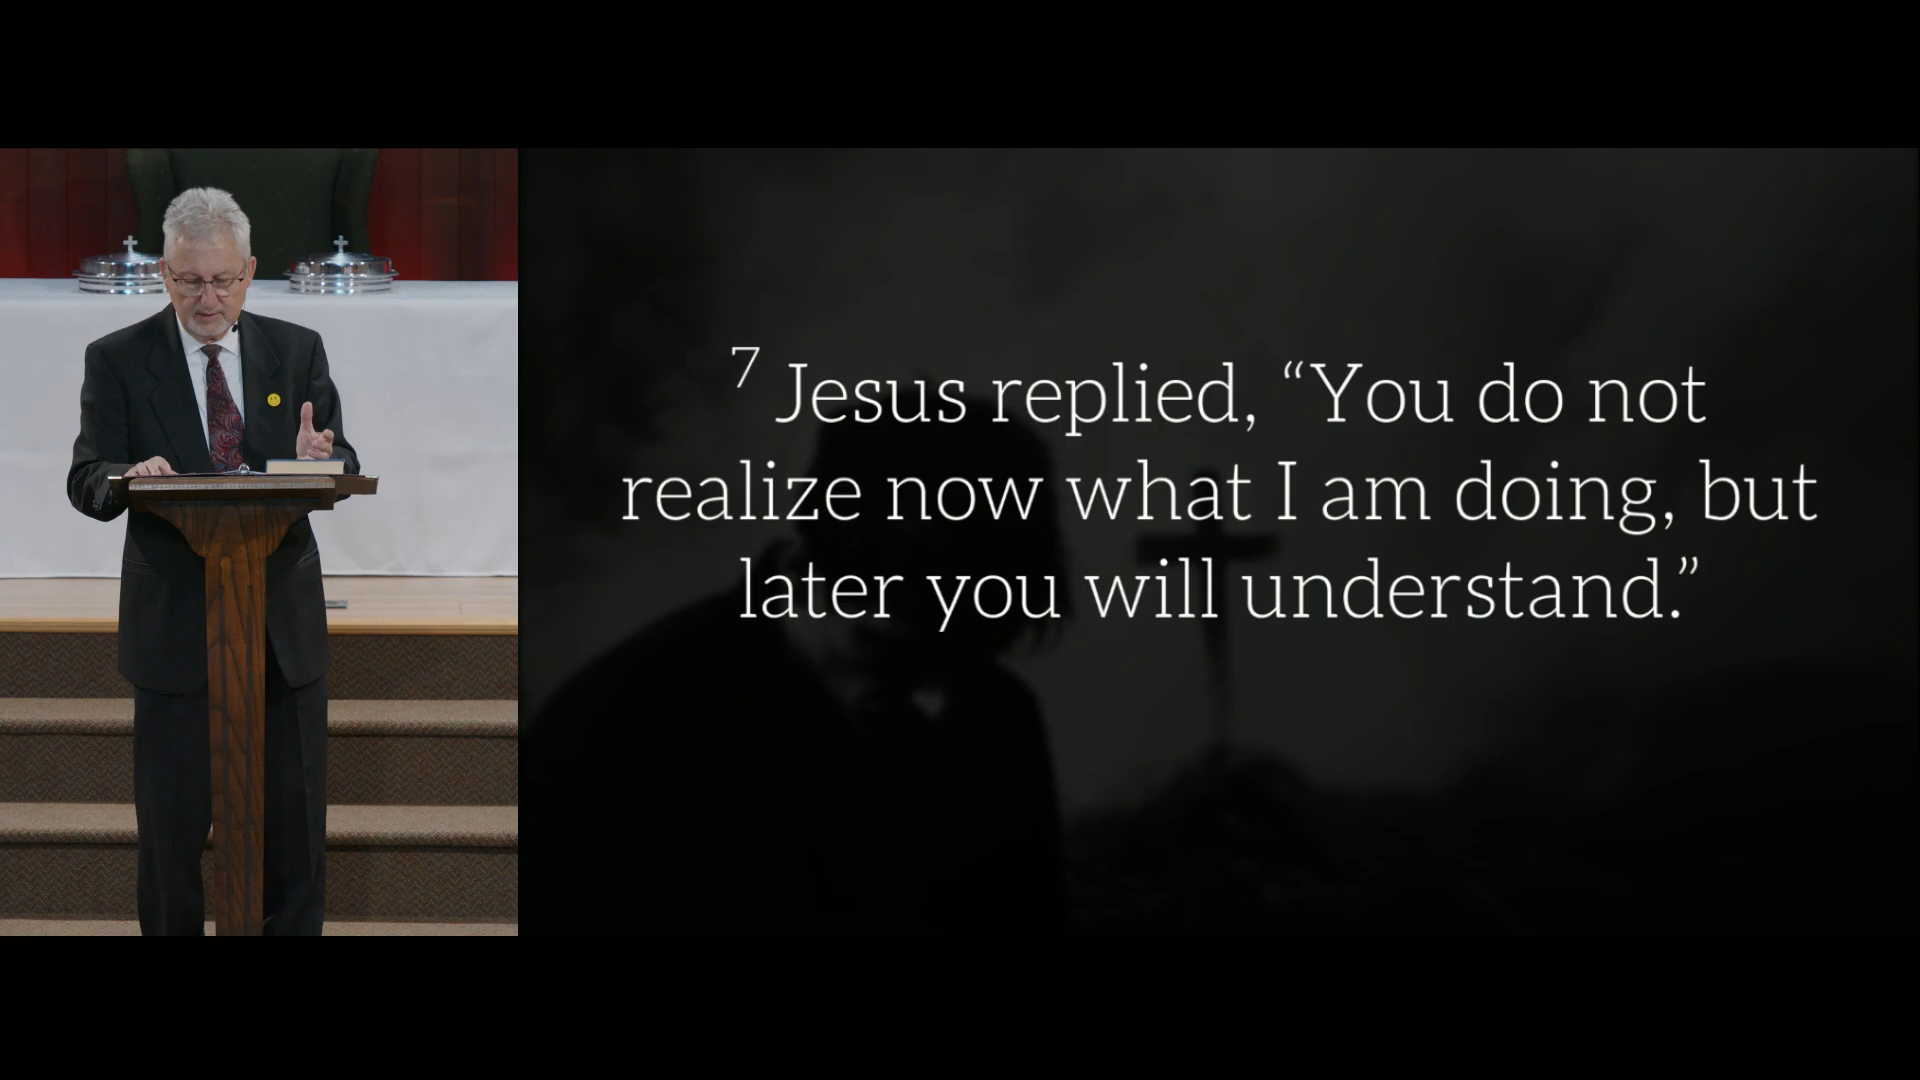 7 Jesus replied, “You do not
realize now what I am doing, but
later you will understand.”